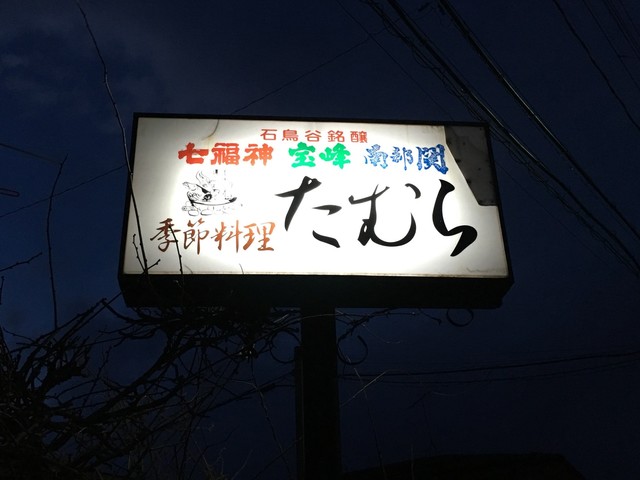 石鳥谷銘醸
七福神 宝峰 南部関
季節料理 たむら